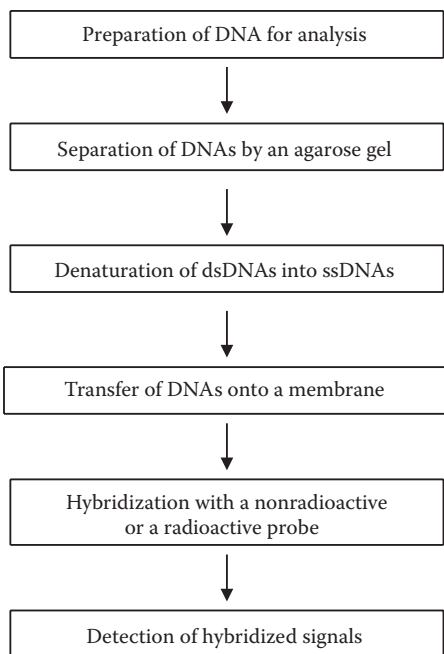 Preparation of DNA for analysis
Separation of DNAs by an agarose gel
Denaturation of dsDNAs into ssDNAs
Transfer of DNAs onto a membrane
Hybridization with a nonradioactive
or a radioactive probe
Detection of hybridized signals